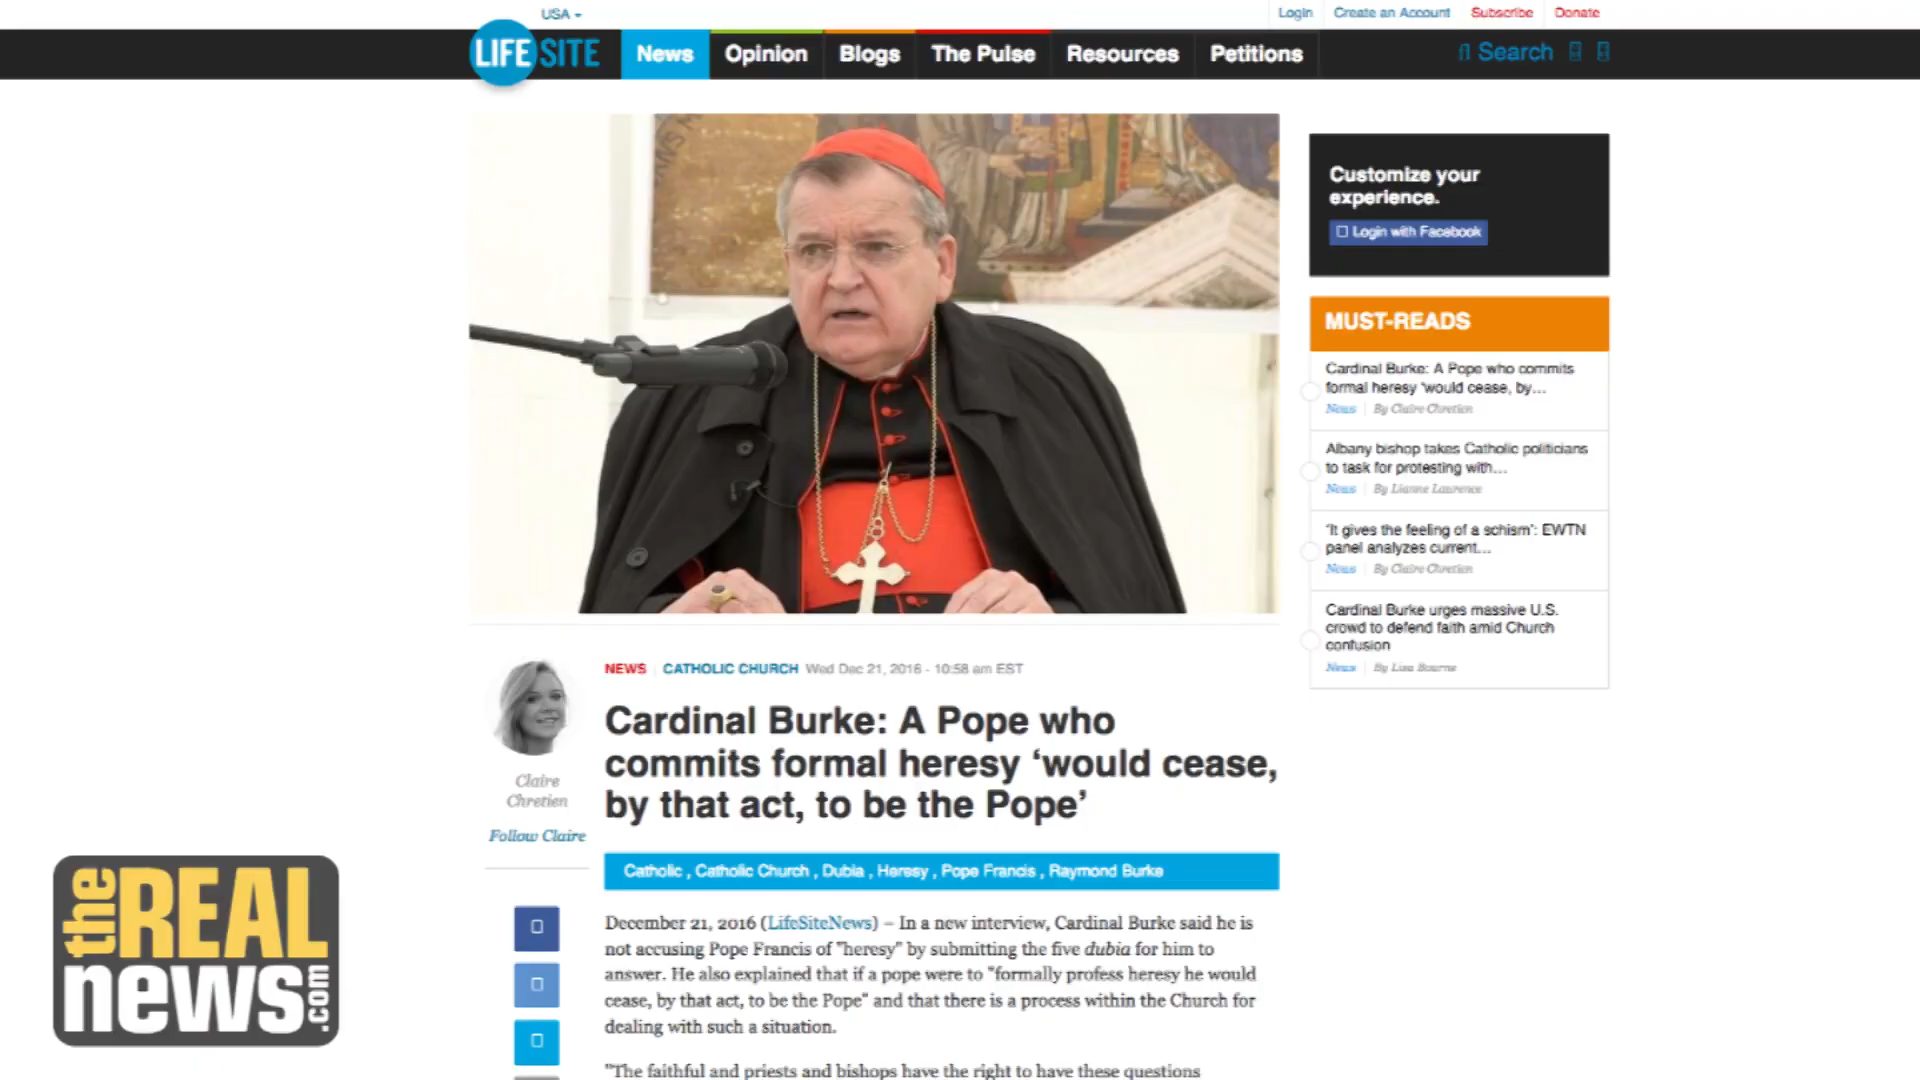 USA
Login
Create an Account
Subscribe
Donate
LIFE SITE
News
Opinion
Blogs
The Pulse
Resources
Petitions
Search
Customize your
experience.
Login with Facebook
MUST-READS
Cardinal Burke: A Pope who commits
formal heresy 'would cease, by...
News | By Claire Chretien
Albany bishop takes Catholic politicians
to task for protesting with...
News | By Lianne Laurence
'It gives the feeling of a schism': EWTN
panel analyzes current...
News | By Claire Chretien
Cardinal Burke urges massive U.S.
crowd to defend faith amid Church
confusion
News | By Lisa Bourne
Claire
Chretien
Follow Claire
NEWS | CATHOLIC CHURCH Wed Dec 21, 2016 - 10:58 am EST
Cardinal Burke: A Pope who
commits formal heresy ‘would cease,
by that act, to be the Pope’
Catholic , Catholic Church , Dubia , Heresy , Pope Francis , Raymond Burke
December 21, 2016 (LifeSiteNews) – In a new interview, Cardinal Burke said he is
not accusing Pope Francis of "heresy" by submitting the five dubia for him to
answer. He also explained that if a pope were to "formally profess heresy he would
cease, by that act, to be the Pope" and that there is a process within the Church for
dealing with such a situation.
"The faithful and priests and bishops have the right to have these questions
the REAL
news.com